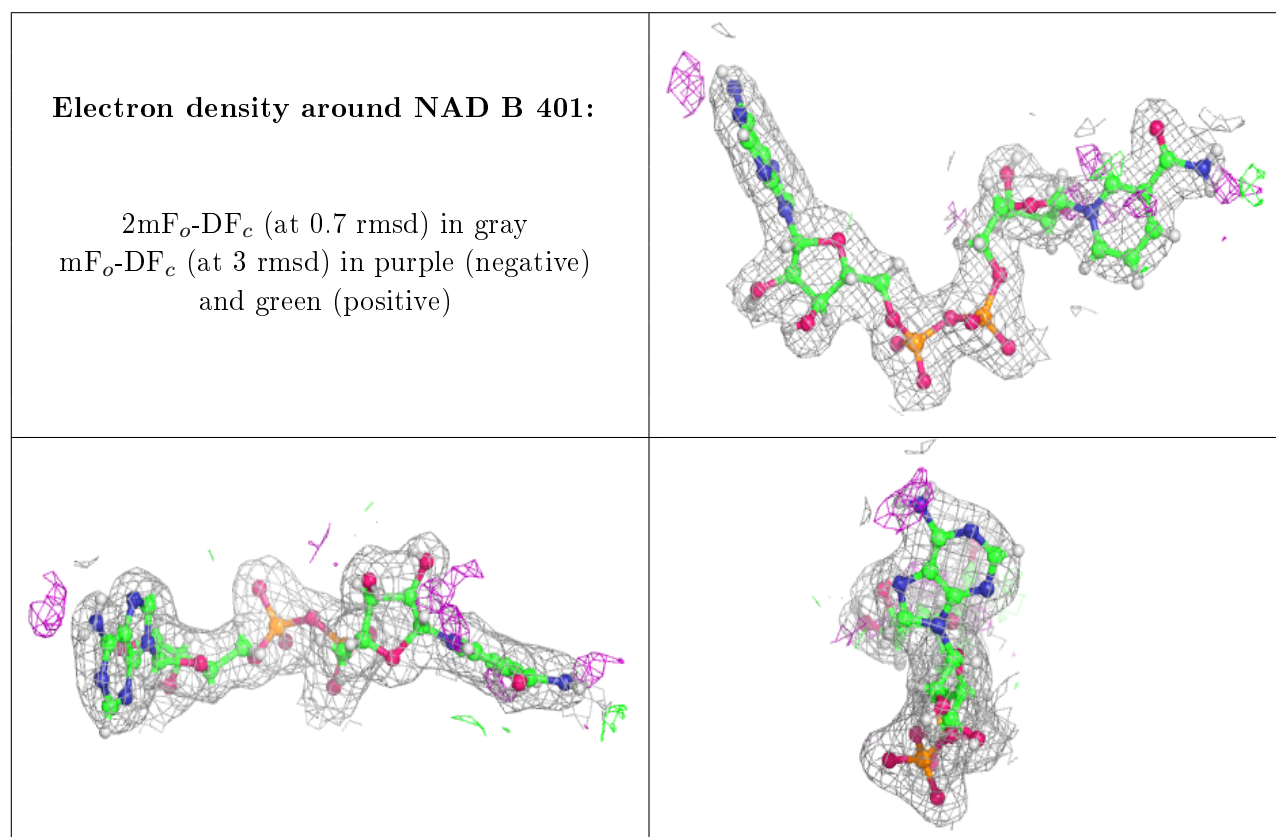 Electron density around NAD B 401:
2mFₒ-DF𝒸 (at 0.7 rmsd) in gray
mFₒ-DF𝒸 (at 3 rmsd) in purple (negative)
and green (positive)